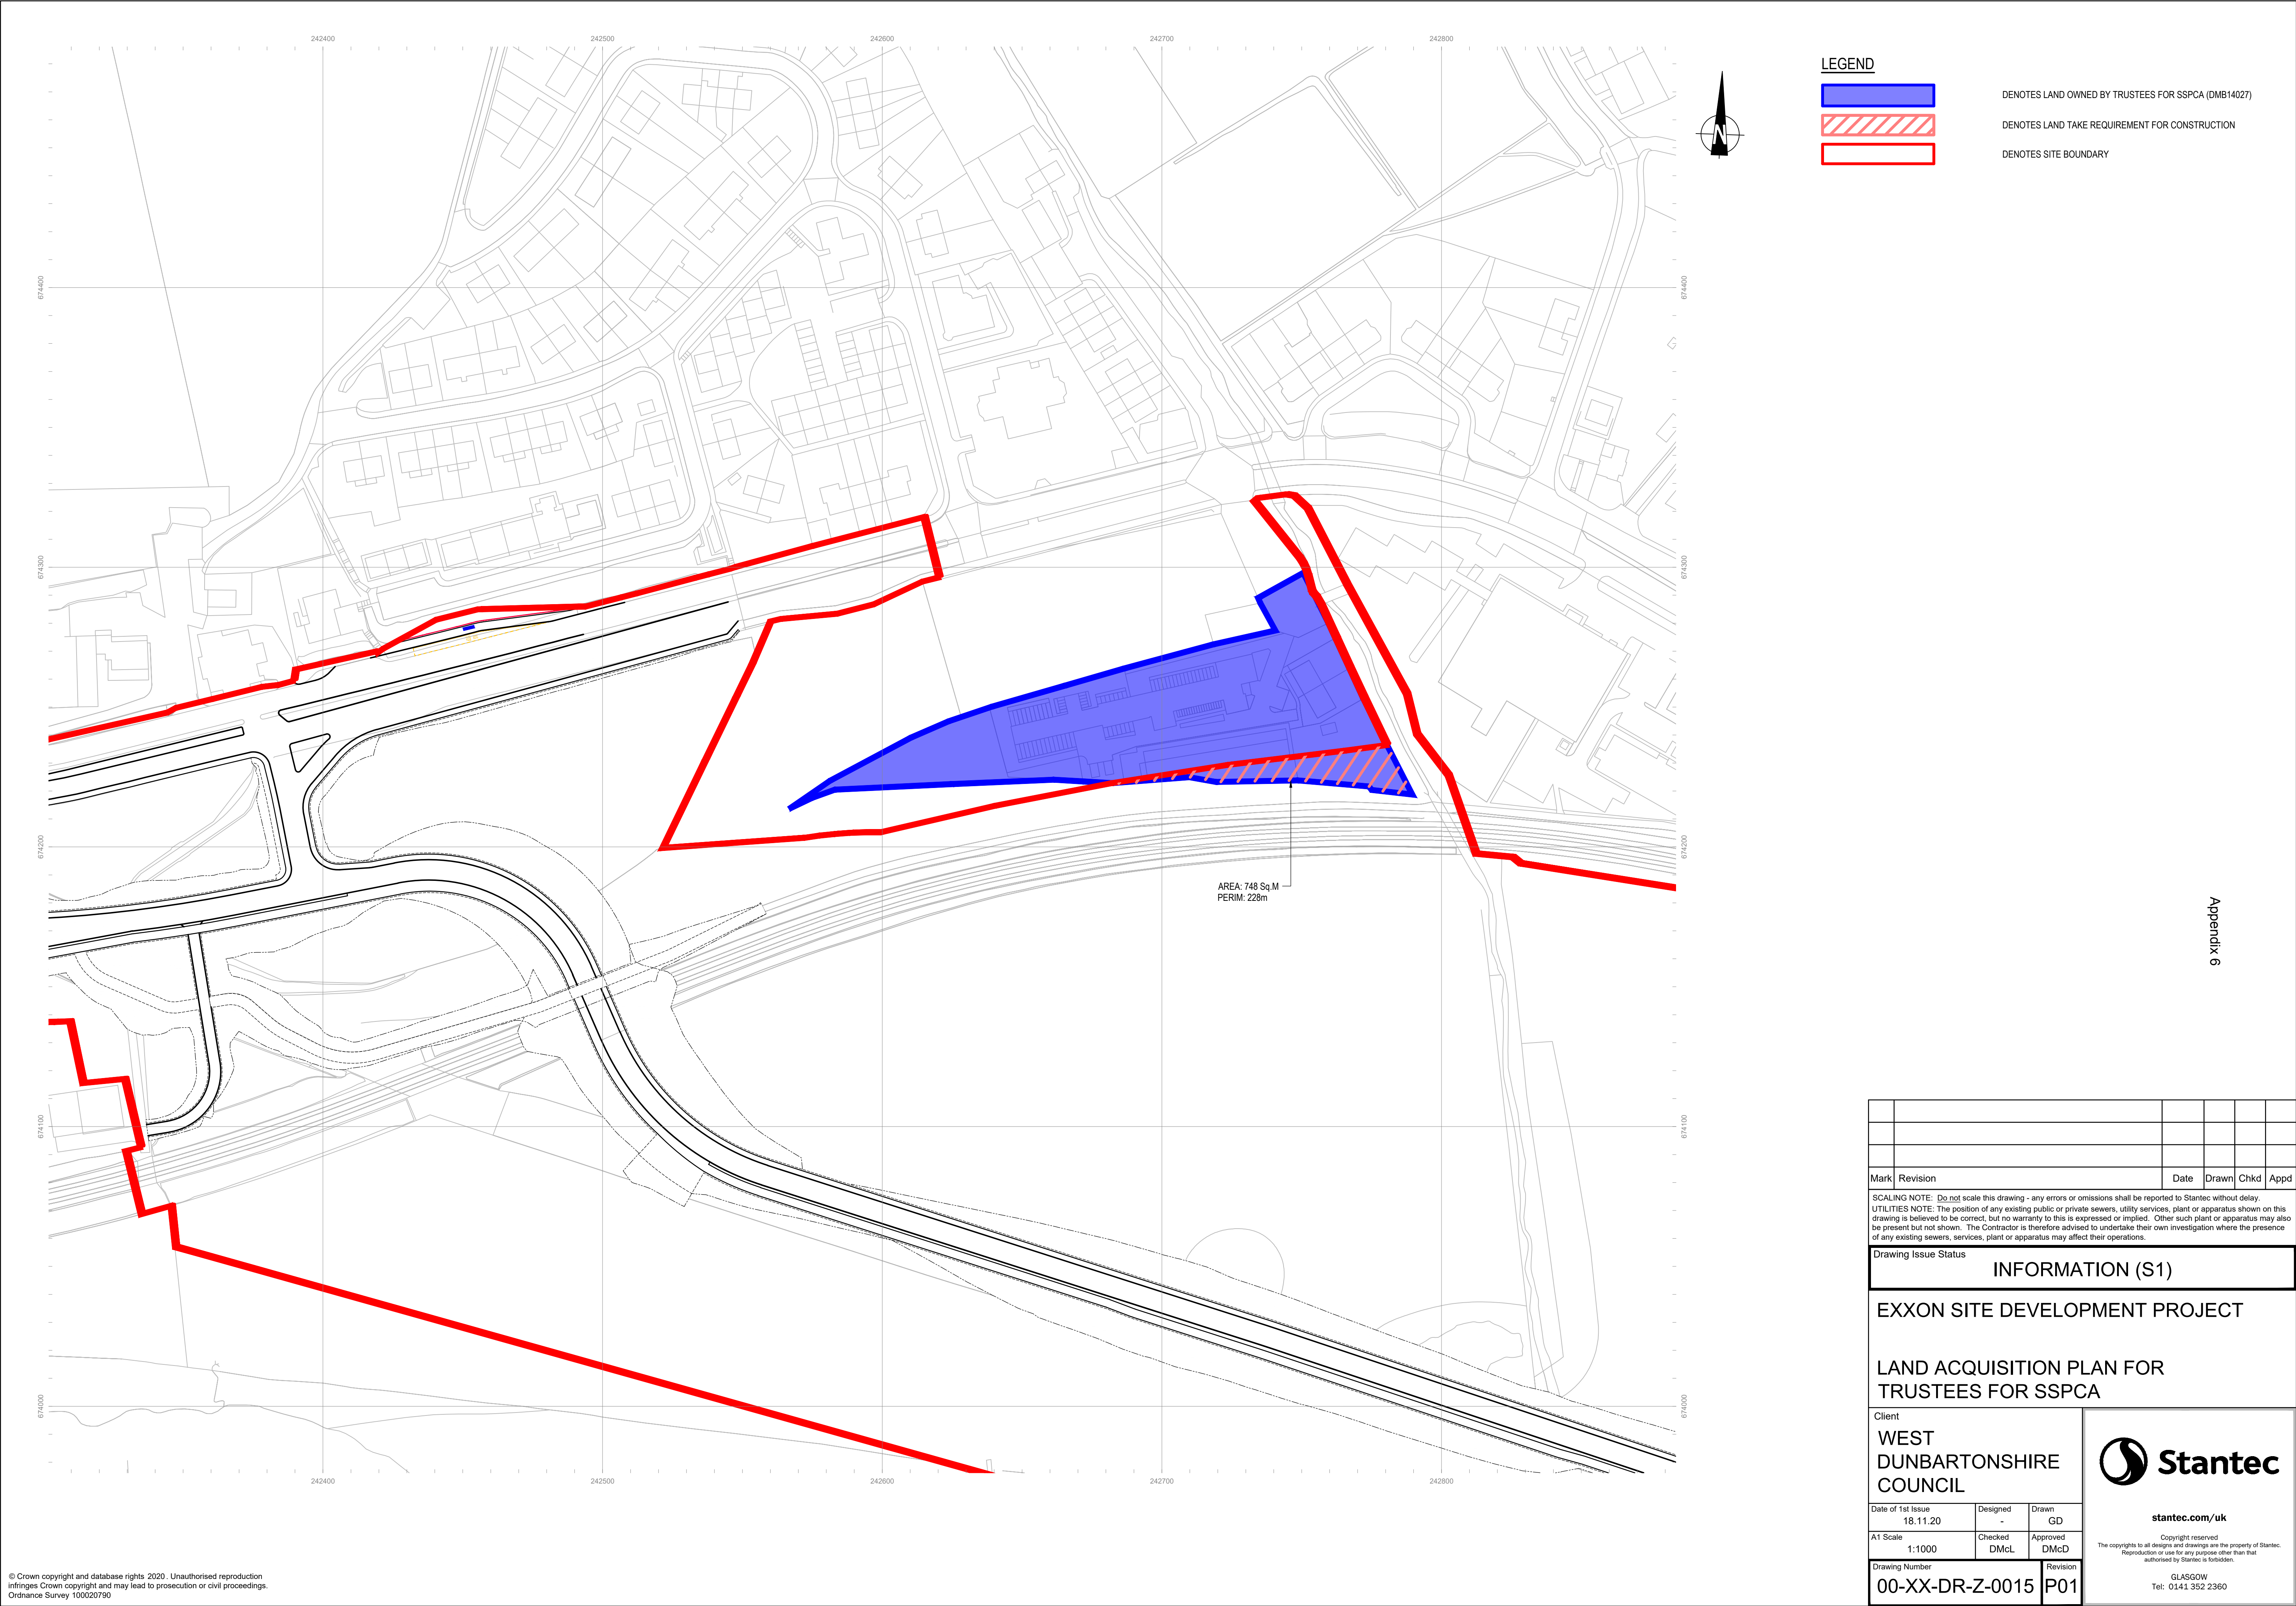 242400
242500
242600
242700
242800
674400
674400
674300
674300
674200
674200
674100
674100
674000
674000
242400
242500
242600
242700
242800
N
LEGEND
DENOTES LAND OWNED BY TRUSTEES FOR SSPCA (DMB14027)
DENOTES LAND TAKE REQUIREMENT FOR CONSTRUCTION
DENOTES SITE BOUNDARY
AREA: 748 Sq.M
PERIM: 228m
Appendix 6
Mark Revision Date Drawn Chkd Appd
SCALING NOTE: Do not scale this drawing - any errors or omissions shall be reported to Stantec without delay.
UTILITIES NOTE: The position of any existing public or private sewers, utility services, plant or apparatus shown on this
drawing is believed to be correct, but no warranty to this is expressed or implied. Other such plant or apparatus may also
be present but not shown. The Contractor is therefore advised to undertake their own investigation where the presence
of any existing sewers, services, plant or apparatus may affect their operations.
Drawing Issue Status
INFORMATION (S1)
EXXON SITE DEVELOPMENT PROJECT
LAND ACQUISITION PLAN FOR
TRUSTEES FOR SSPCA
Client
WEST
DUNBARTONSHIRE
COUNCIL
Date of 1st Issue Designed Drawn
18.11.20 - GD
A1 Scale Checked Approved
1:1000 DMcL DMcD
Drawing Number Revision
00-XX-DR-Z-0015 P01
Stantec
stantec.com/uk
Copyright reserved
The copyrights to all designs and drawings are the property of Stantec.
Reproduction or use for any purpose other than that
authorised by Stantec is forbidden.
GLASGOW
Tel: 0141 352 2360
© Crown copyright and database rights 2020. Unauthorised reproduction
infringes Crown copyright and may lead to prosecution or civil proceedings.
Ordnance Survey 100020790